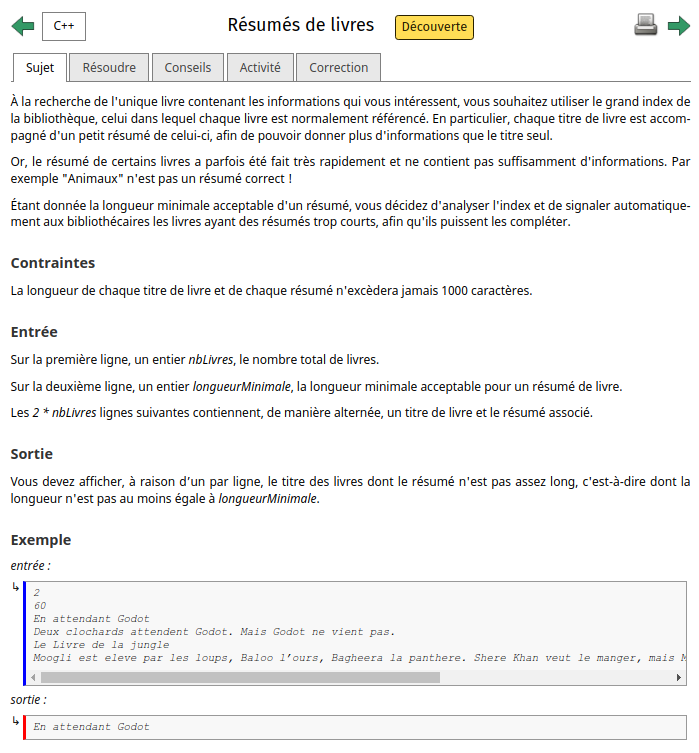 C++
Résumés de livres
Découverte
Sujet
Résoudre
Conseils
Activité
Correction
À la recherche de l'unique livre contenant les informations qui vous intéressent, vous souhaitez utiliser le grand index de
la bibliothèque, celui dans lequel chaque livre est normalement référencé. En particulier, chaque titre de livre est accom-
pagné d'un petit résumé de celui-ci, afin de pouvoir donner plus d'informations que le titre seul.
Or, le résumé de certains livres a parfois été fait très rapidement et ne contient pas suffisamment d'informations. Par
exemple "Animaux" n'est pas un résumé correct !
Étant donnée la longueur minimale acceptable d'un résumé, vous décidez d'analyser l'index et de signaler automatique-
ment aux bibliothécaires les livres ayant des résumés trop courts, afin qu'ils puissent les compléter.
Contraintes
La longueur de chaque titre de livre et de chaque résumé n'excèdera jamais 1000 caractères.
Entrée
Sur la première ligne, un entier nbLivres, le nombre total de livres.
Sur la deuxième ligne, un entier longueurMinimale, la longueur minimale acceptable pour un résumé de livre.
Les 2 * nbLivres lignes suivantes contiennent, de manière alternée, un titre de livre et le résumé associé.
Sortie
Vous devez afficher, à raison d’un par ligne, le titre des livres dont le résumé n'est pas assez long, c'est-à-dire dont la
longueur n'est pas au moins égale à longueurMinimale.
Exemple
entrée :
2
60
En attendant Godot
Deux clochards attendent Godot. Mais Godot ne vient pas.
Le Livre de la jungle
Moogli est eleve par les loups, Baloo l’ours, Bagheera la panthere. Shere Khan veut le manger, mais M
sortie :
En attendant Godot